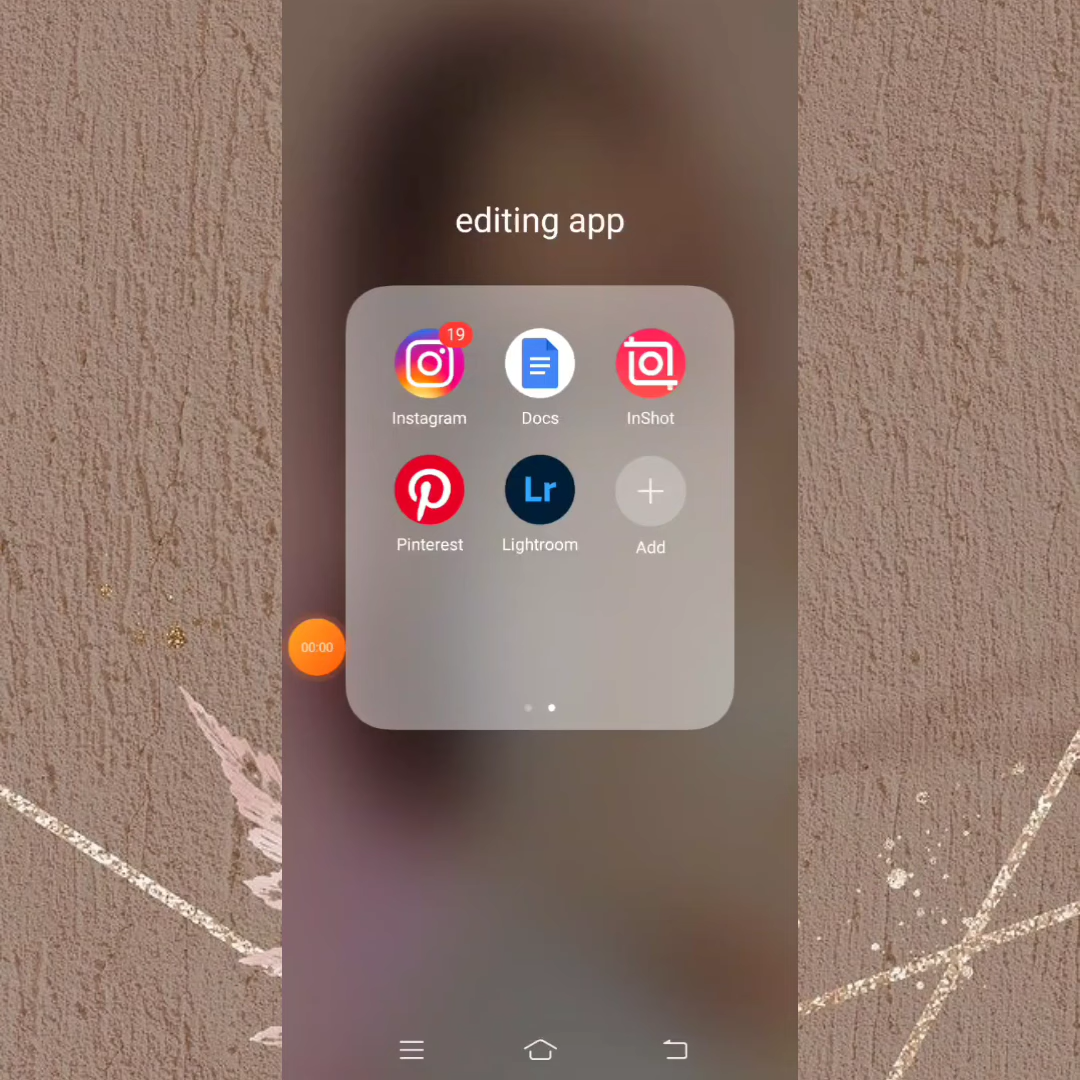 editing app
19
Instagram Docs InShot
Lr
Pinterest Lightroom Add
00:00